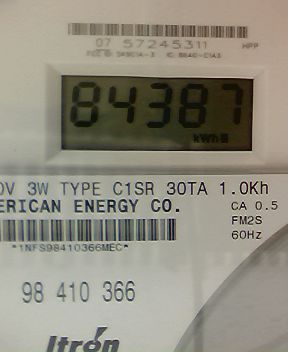 07 57245311 HPP
84387
kWh
0V 3W TYPE C1SR 30TA 1.0Kh
ERICAN ENERGY CO. CA 0.5
FM2S
*1NFS98410366MEC* 60Hz
98 410 366
Itron